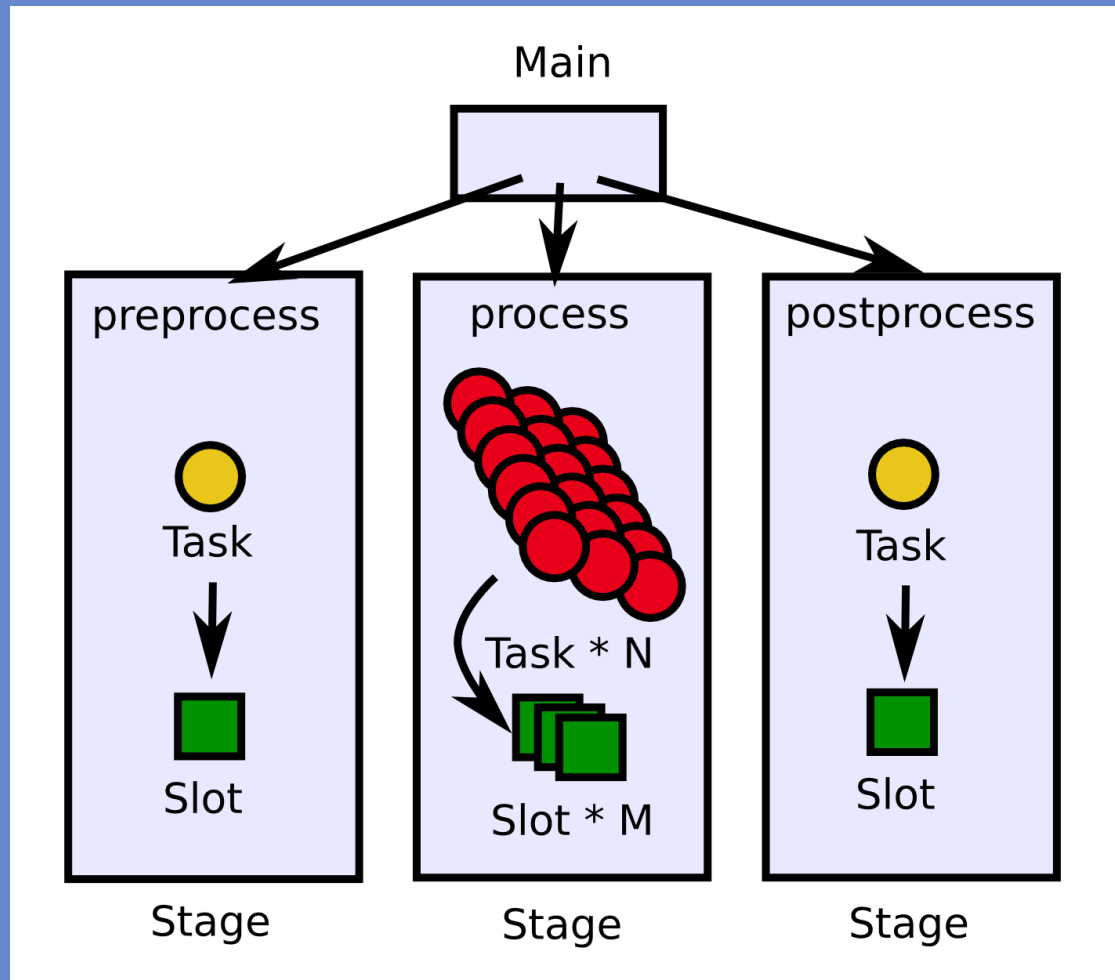 Main
preprocess
process
postprocess
Task
Task
Task * N
Slot
Slot * M
Slot
Stage
Stage
Stage